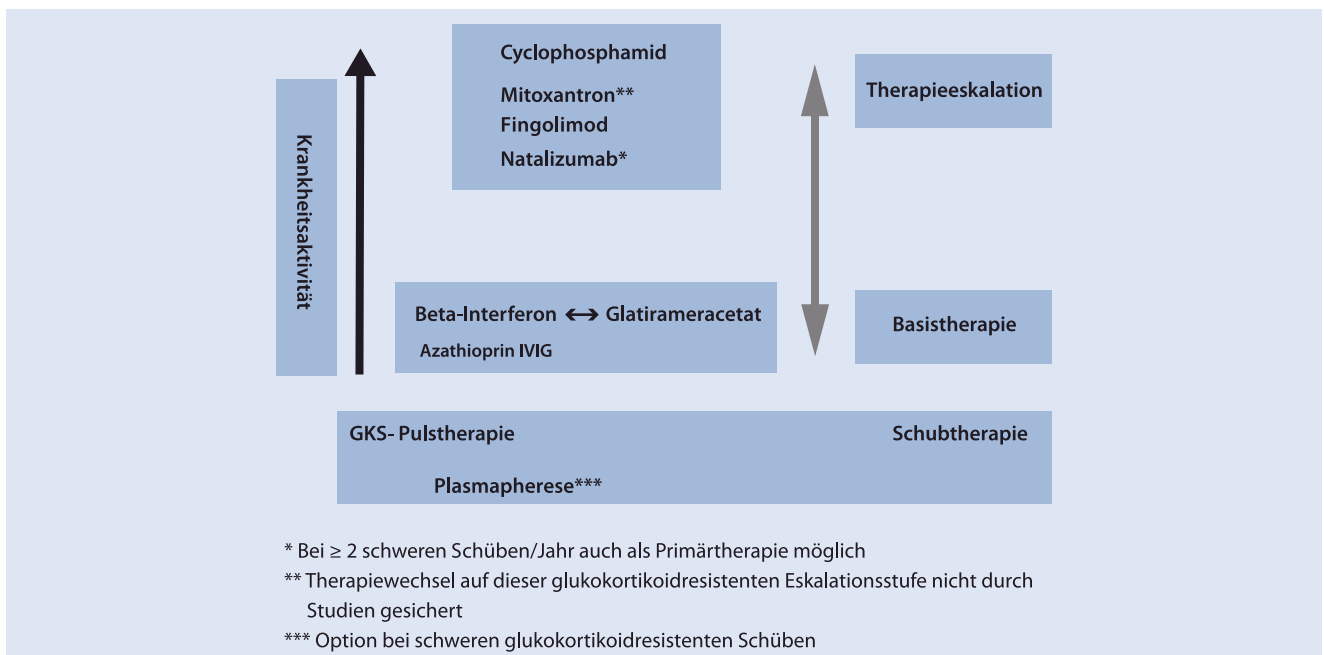 Krankheitsaktivität
Cyclophosphamid
Mitoxantron**
Fingolimod
Natalizumab*
Therapieeskalation
Beta-Interferon ↔ Glatirameracetat
Azathioprin IVIG
Basistherapie
GKS- Pulstherapie
Schubtherapie
Plasmapherese***
* Bei ≥ 2 schweren Schüben/Jahr auch als Primärtherapie möglich
** Therapiewechsel auf dieser glukokortikoidresistenten Eskalationsstufe nicht durch
Studien gesichert
*** Option bei schweren glukokortikoidresistenten Schüben